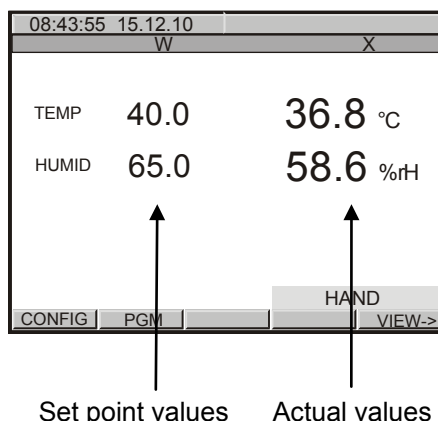 08:43:55 15.12.10
W X
TEMP 40.0 36.8 °C
HUMID 65.0 58.6 %rH
HAND
CONFIG PGM VIEW->
Set point values Actual values